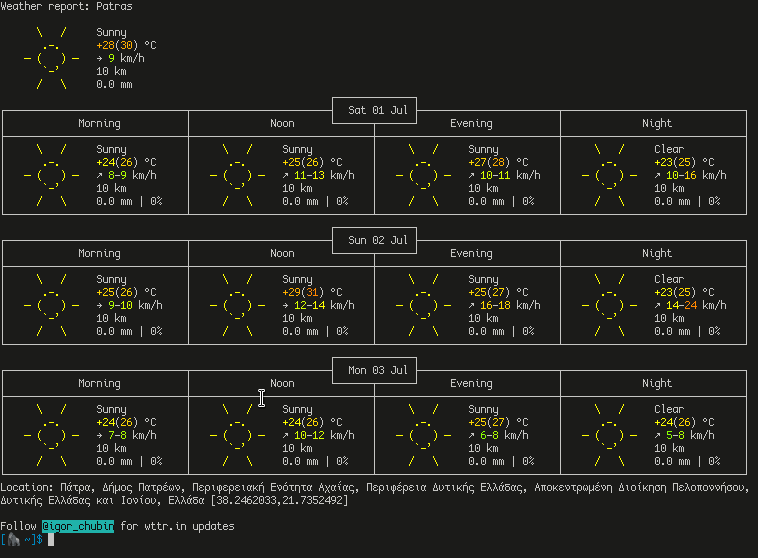 Weather report: Patras
Sunny
+28(30) °C
→ 9 km/h
10 km
0.0 mm
Sat 01 Jul
Morning Noon Evening Night
Sunny Sunny Sunny Clear
+24(26) °C +25(26) °C +27(28) °C +23(25) °C
↗ 8-9 km/h ↗ 11-13 km/h ↗ 10-11 km/h ↗ 10-16 km/h
10 km 10 km 10 km 10 km
0.0 mm | 0% 0.0 mm | 0% 0.0 mm | 0% 0.0 mm | 0%
Sun 02 Jul
Morning Noon Evening Night
Sunny Sunny Sunny Clear
+25(26) °C +29(31) °C +25(27) °C +23(25) °C
→ 9-10 km/h → 12-14 km/h ↗ 16-18 km/h ↗ 14-24 km/h
10 km 10 km 10 km 10 km
0.0 mm | 0% 0.0 mm | 0% 0.0 mm | 0% 0.0 mm | 0%
Mon 03 Jul
Morning Noon Evening Night
Sunny Sunny Sunny Clear
+24(26) °C +24(26) °C +25(27) °C +24(26) °C
→ 7-8 km/h ↗ 10-12 km/h ↗ 6-8 km/h ↗ 5-8 km/h
10 km 10 km 10 km 10 km
0.0 mm | 0% 0.0 mm | 0% 0.0 mm | 0% 0.0 mm | 0%
Location: Πάτρα, Δήμος Πατρέων, Περιφερειακή Ενότητα Αχαΐας, Περιφέρεια Δυτικής Ελλάδας, Αποκεντρωμένη Διοίκηση Πελοποννήσου,
Δυτικής Ελλάδας και Ιονίου, Ελλάδα [38.2462033,21.7352492]
Follow @igor_chubin for wttr.in updates
[🦍 ~]$